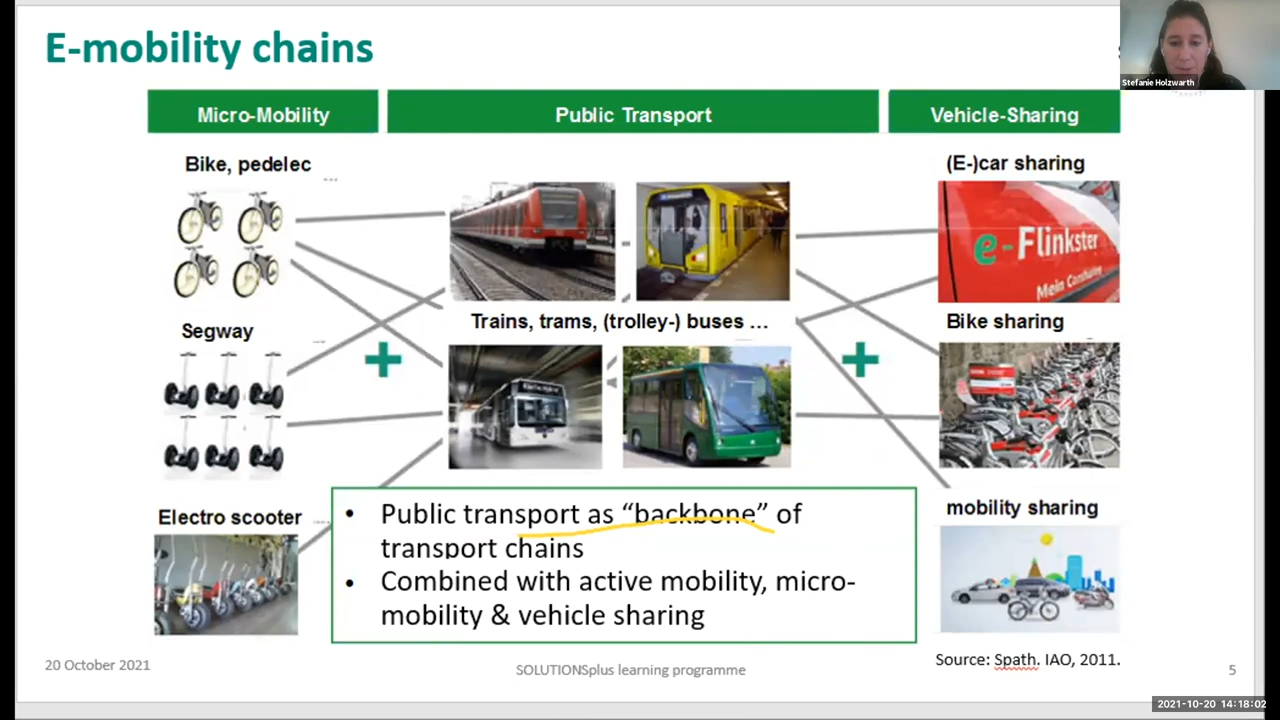 E-mobility chains
Stefanie Holzwarth
Micro-Mobility
Public Transport
Vehicle-Sharing
Bike, pedelec
...
(E-)car sharing
e-Flinkster
Mein Carsharing
Trains, trams, (trolley-) buses ...
Segway
Bike sharing
+
+
Electro scooter
mobility sharing
• Public transport as “backbone” of
transport chains
• Combined with active mobility, micro-
mobility & vehicle sharing
Source: Spath. IAO, 2011.
20 October 2021
SOLUTIONSplus learning programme
5
2021-10-20 14:18:02